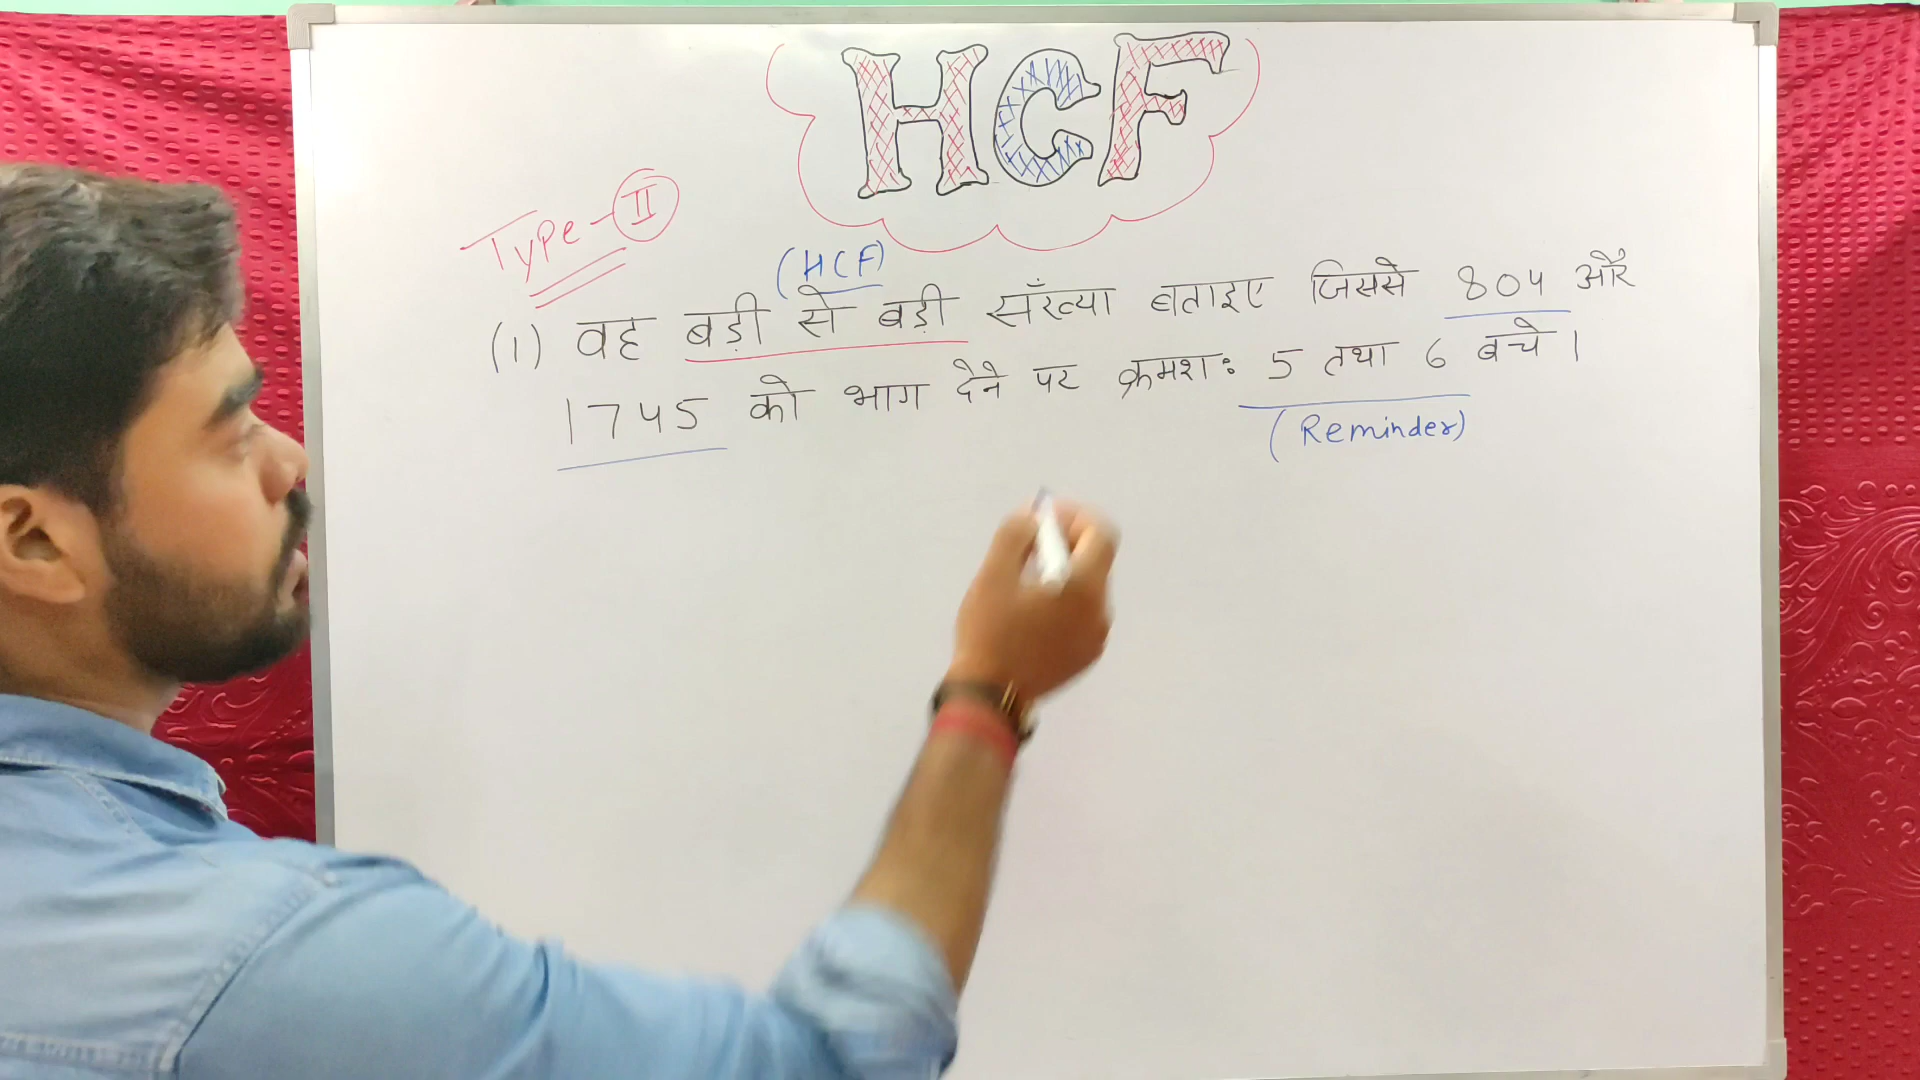 HCF
Type-II
(HCF)
(1) वह बड़ी से बड़ी सँख्या बताइए जिससे 804 और
1745 को भाग देने पर क्रमशः 5 तथा 6 बचे।
(Reminder)